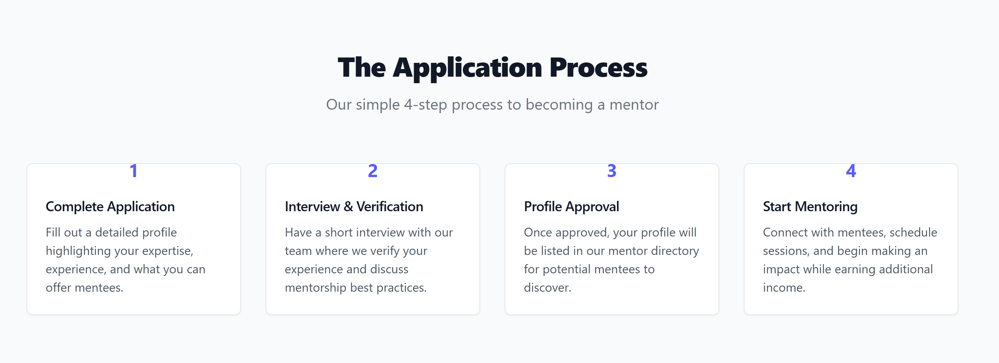 The Application Process
Our simple 4-step process to becoming a mentor
1
Complete Application
Fill out a detailed profile
highlighting your expertise,
experience, and what you can
offer mentees.
2
Interview & Verification
Have a short interview with our
team where we verify your
experience and discuss
mentorship best practices.
3
Profile Approval
Once approved, your profile will
be listed in our mentor directory
for potential mentees to
discover.
4
Start Mentoring
Connect with mentees, schedule
sessions, and begin making an
impact while earning additional
income.